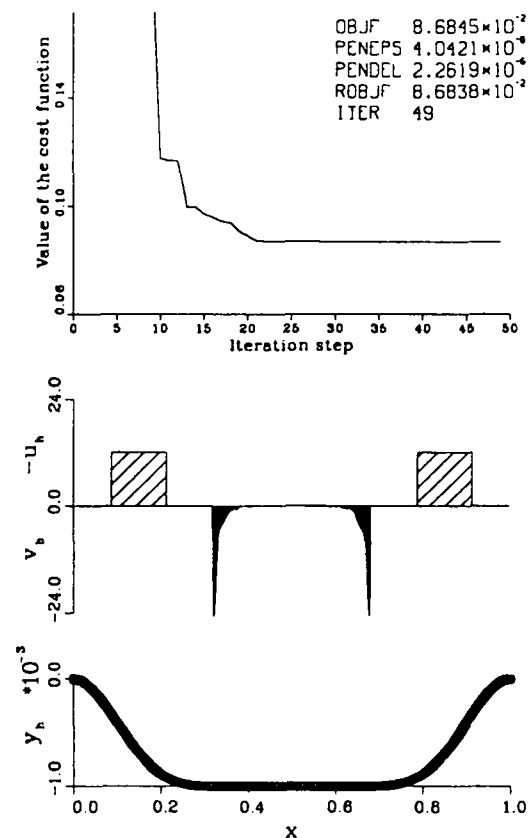 OBJF 8.6845*10⁻²
PENEPS 4.0421*10⁻⁶
PENDEL 2.2619*10⁻⁶
ROBJF 8.6838*10⁻²
ITER 49
Value of the cost function
0.14
0.10
0.06
0 5 10 15 20 25 30 35 40 45 50
Iteration step
-u_h
v_h
24.0
0.0
-24.0
y_h *10⁻³
0.0
-1.0
0.0 0.2 0.4 0.6 0.8 1.0
x